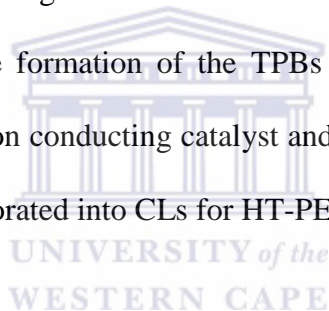 e formation of the TPBs
on conducting catalyst and
orated into CLs for HT-PE
UNIVERSITY of the
WESTERN CAPE